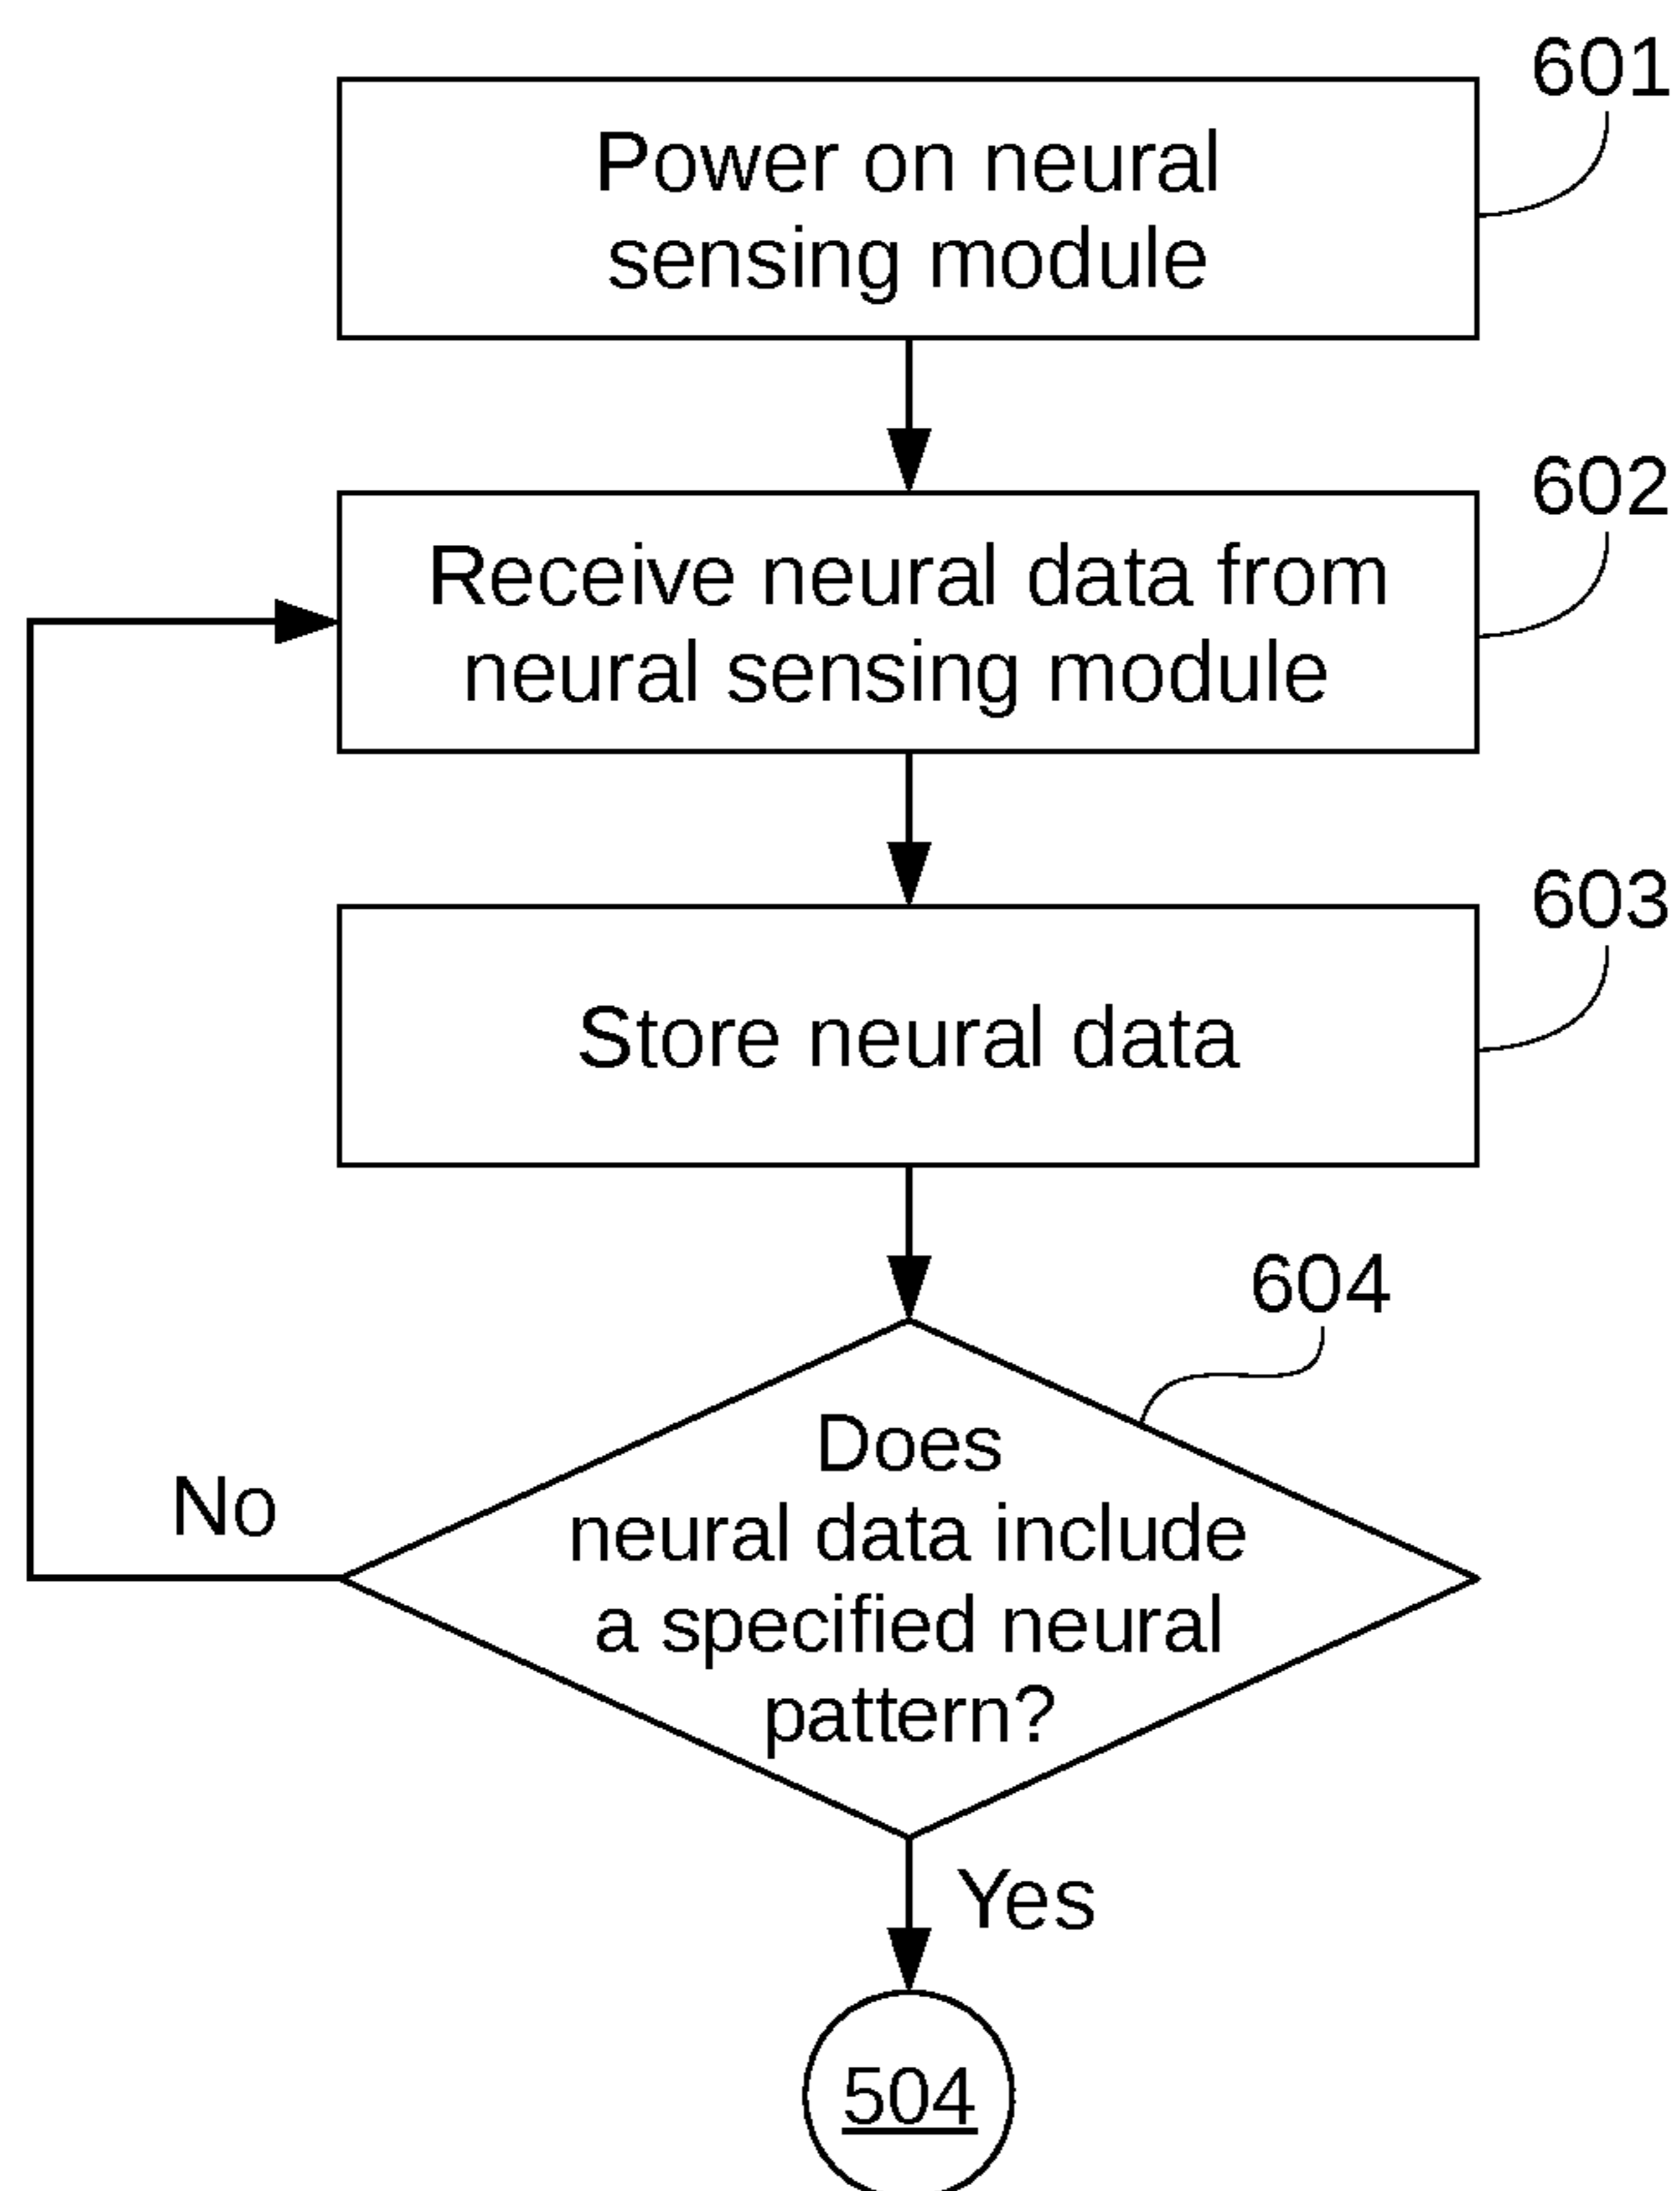 601
Power on neural
sensing module
602
Receive neural data from
neural sensing module
603
Store neural data
604
Does
neural data include
a specified neural
pattern?
No
Yes
504